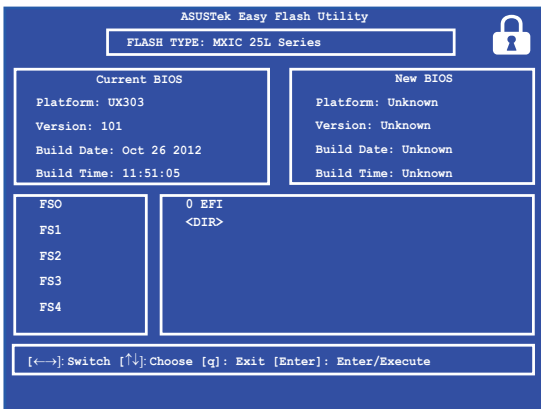 ASUSTek Easy Flash Utility
FLASH TYPE: MXIC 25L Series
Current BIOS
Platform: UX303
Version: 101
Build Date: Oct 26 2012
Build Time: 11:51:05
New BIOS
Platform: Unknown
Version: Unknown
Build Date: Unknown
Build Time: Unknown
FSO
FS1
FS2
FS3
FS4
0 EFI
<DIR>
[←→]: Switch [↑↓]: Choose [q]: Exit [Enter]: Enter/Execute